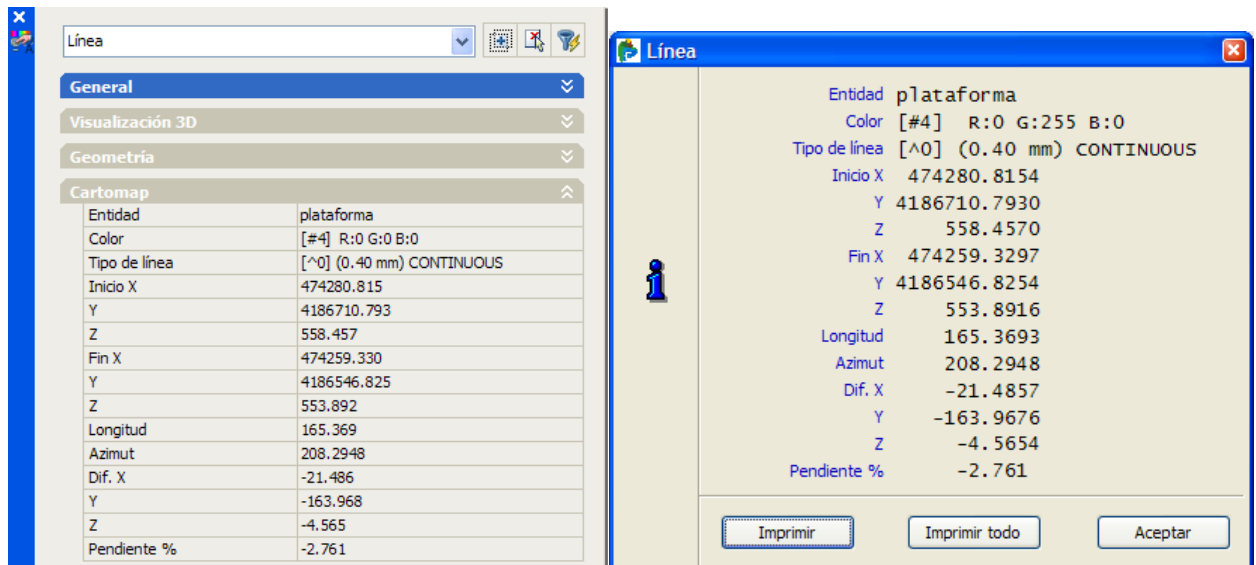 Línea
General
Visualización 3D
Geometría
Cartomap
Entidad plataforma
Color [#4] R:0 G:0 B:0
Tipo de línea [^0] (0.40 mm) CONTINUOUS
Inicio X 474280.815
Y 4186710.793
Z 558.457
Fin X 474259.330
Y 4186546.825
Z 553.892
Longitud 165.369
Azimut 208.2948
Dif. X -21.486
Y -163.968
Z -4.565
Pendiente % -2.761
Línea
Entidad plataforma
Color [#4] R:0 G:255 B:0
Tipo de línea [^0] (0.40 mm) CONTINUOUS
Inicio X 474280.8154
Y 4186710.7930
Z 558.4570
Fin X 474259.3297
Y 4186546.8254
Z 553.8916
Longitud 165.3693
Azimut 208.2948
Dif. X -21.4857
Y -163.9676
Z -4.5654
Pendiente % -2.761
Imprimir Imprimir todo Aceptar